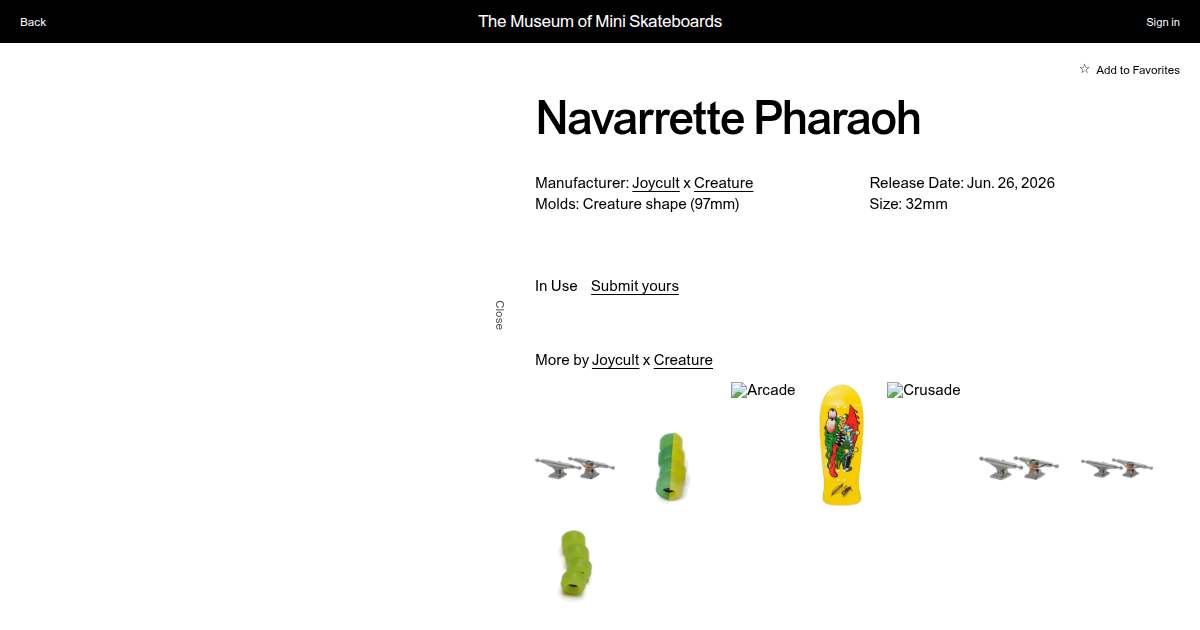 Back
The Museum of Mini Skateboards
Sign in
☆ Add to Favorites
Navarrette Pharaoh
Manufacturer: Joycult x Creature
Release Date: Jun. 26, 2026
Molds: Creature shape (97mm)
Size: 32mm
In Use Submit yours
Close
More by Joycult x Creature
Arcade
Crusade